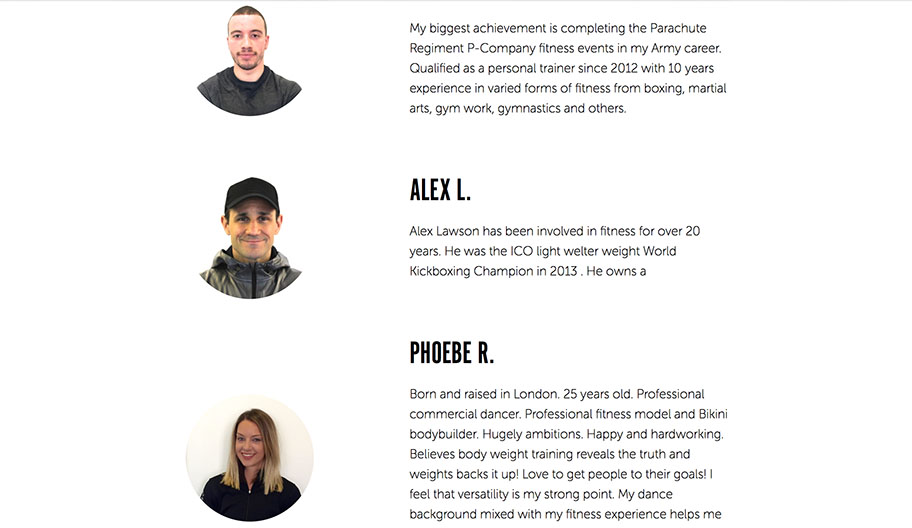 My biggest achievement is completing the Parachute
Regiment P-Company fitness events in my Army career.
Qualified as a personal trainer since 2012 with 10 years
experience in varied forms of fitness from boxing, martial
arts, gym work, gymnastics and others.
ALEX L.
Alex Lawson has been involved in fitness for over 20
years. He was the ICO light welter weight World
Kickboxing Champion in 2013 . He owns a
PHOEBE R.
Born and raised in London. 25 years old. Professional
commercial dancer. Professional fitness model and Bikini
bodybuilder. Hugely ambitions. Happy and hardworking.
Believes body weight training reveals the truth and
weights backs it up! Love to get people to their goals! I
feel that versatility is my strong point. My dance
background mixed with my fitness experience helps me